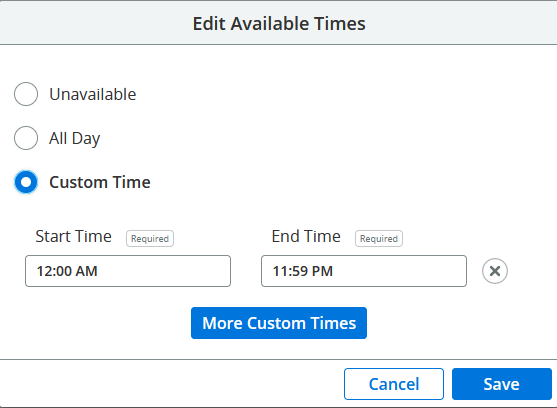 Edit Available Times
Unavailable
All Day
Custom Time
Start Time Required End Time Required
12:00 AM 11:59 PM
More Custom Times
Cancel Save